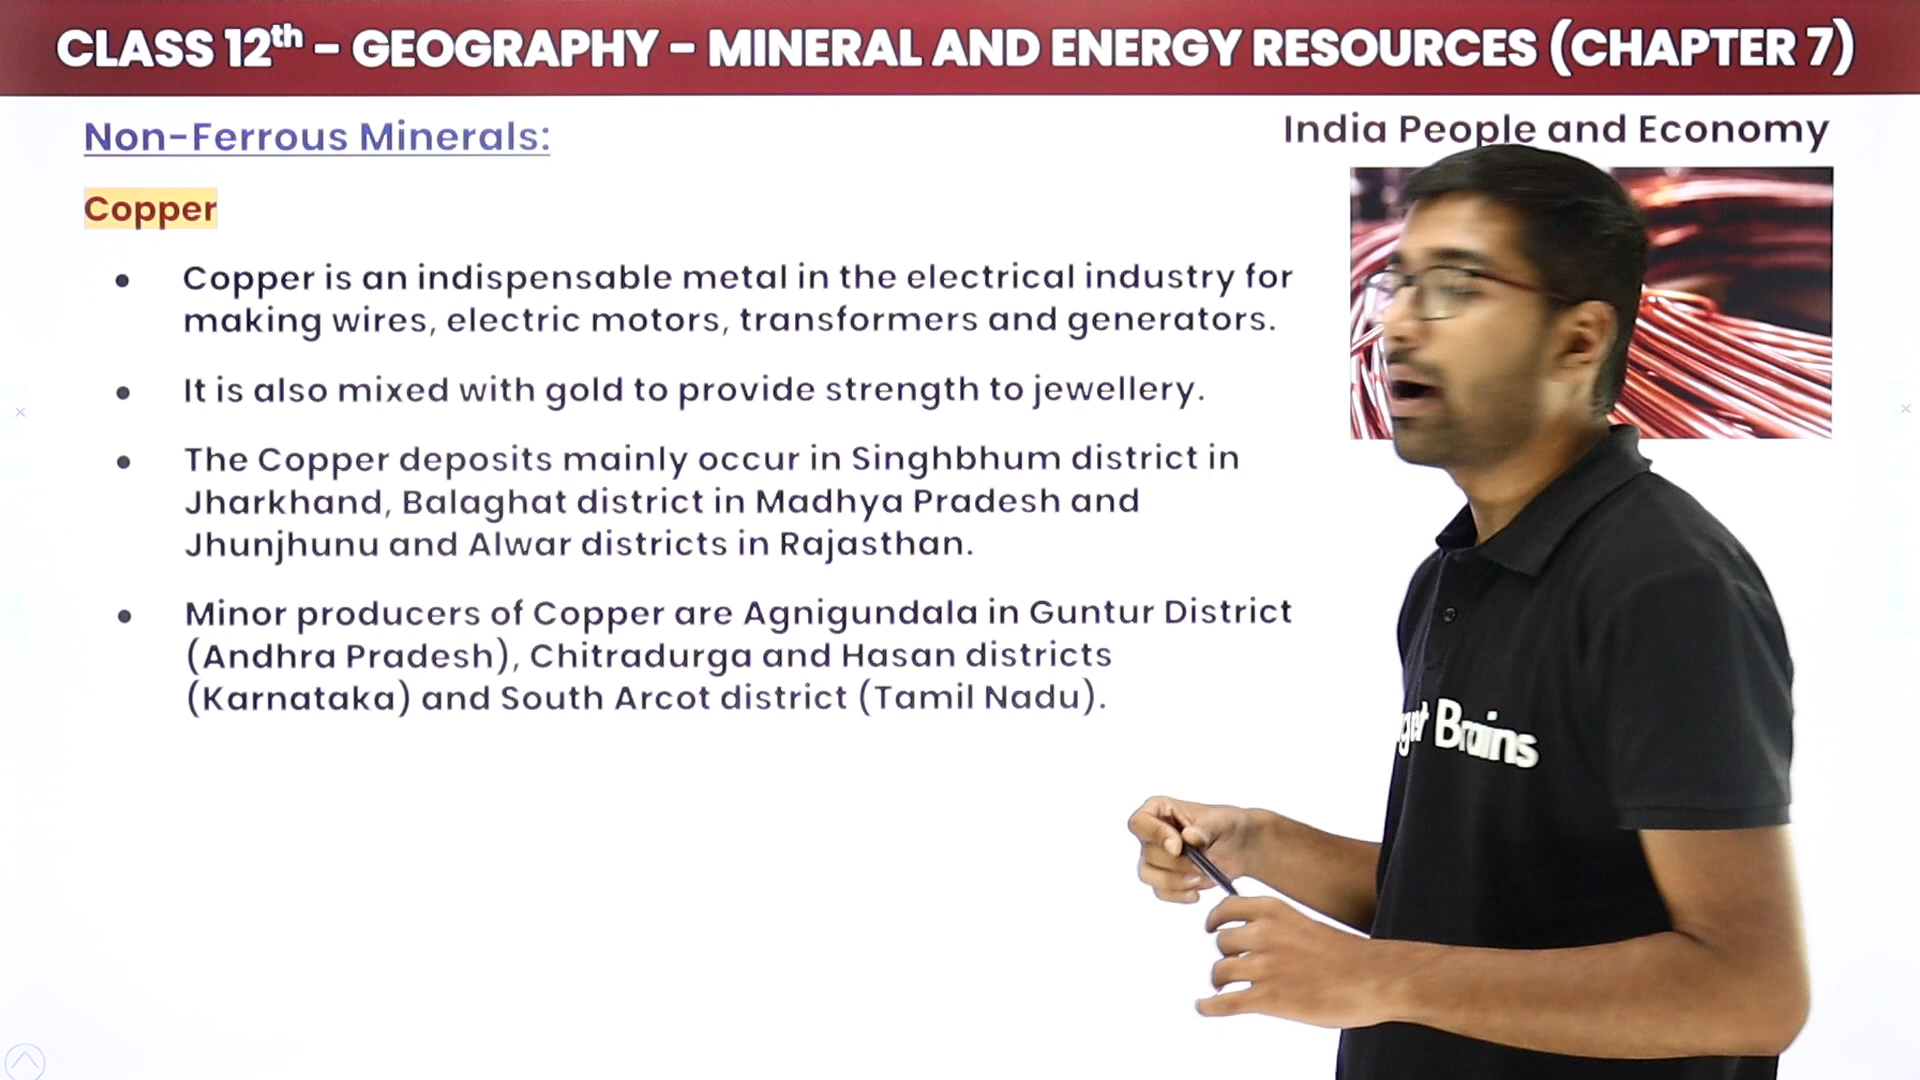 CLASS 12th – GEOGRAPHY – MINERAL AND ENERGY RESOURCES (CHAPTER 7)
Non-Ferrous Minerals:
India People and Economy
Copper
• Copper is an indispensable metal in the electrical industry for
making wires, electric motors, transformers and generators.
• It is also mixed with gold to provide strength to jewellery.
• The Copper deposits mainly occur in Singhbhum district in
Jharkhand, Balaghat district in Madhya Pradesh and
Jhunjhunu and Alwar districts in Rajasthan.
• Minor producers of Copper are Agnigundala in Guntur District
(Andhra Pradesh), Chitradurga and Hasan districts
(Karnataka) and South Arcot district (Tamil Nadu).
Brains